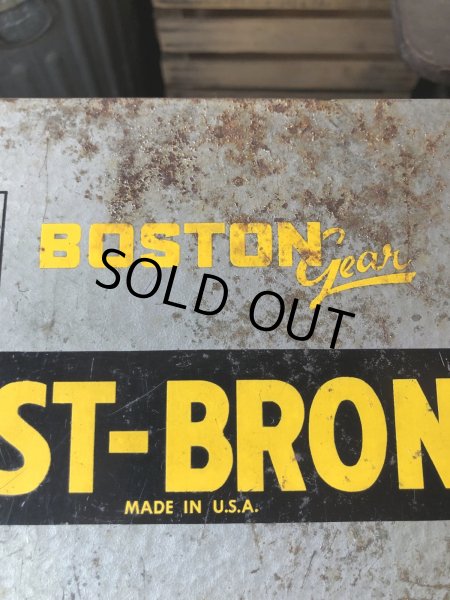 BOSTON Gear
SOLD OUT
ST-BRON
MADE IN U.S.A.